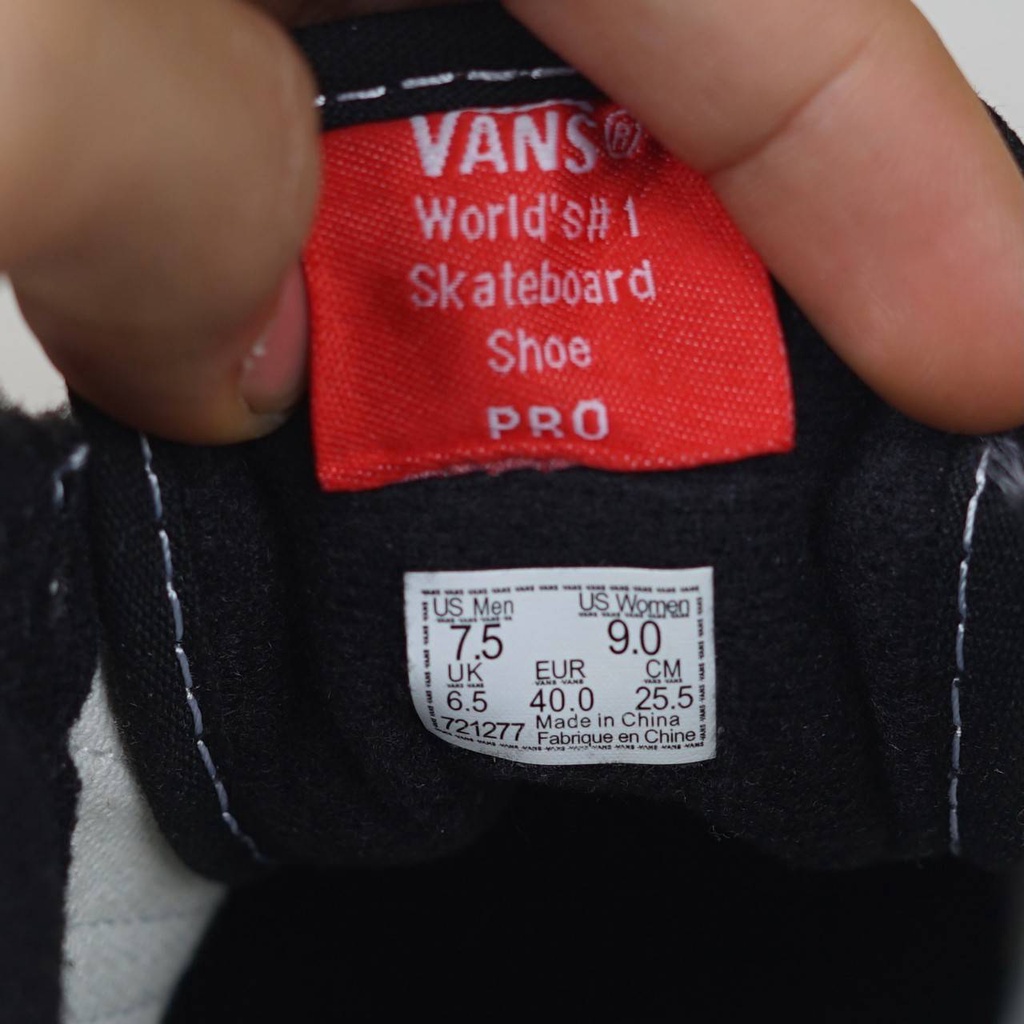 VANS®
World's #1
Skateboard
Shoe
PRO
US Men US Women
7.5 9.0
UK EUR CM
6.5 40.0 25.5
721277 Made in China
Fabrique en Chine